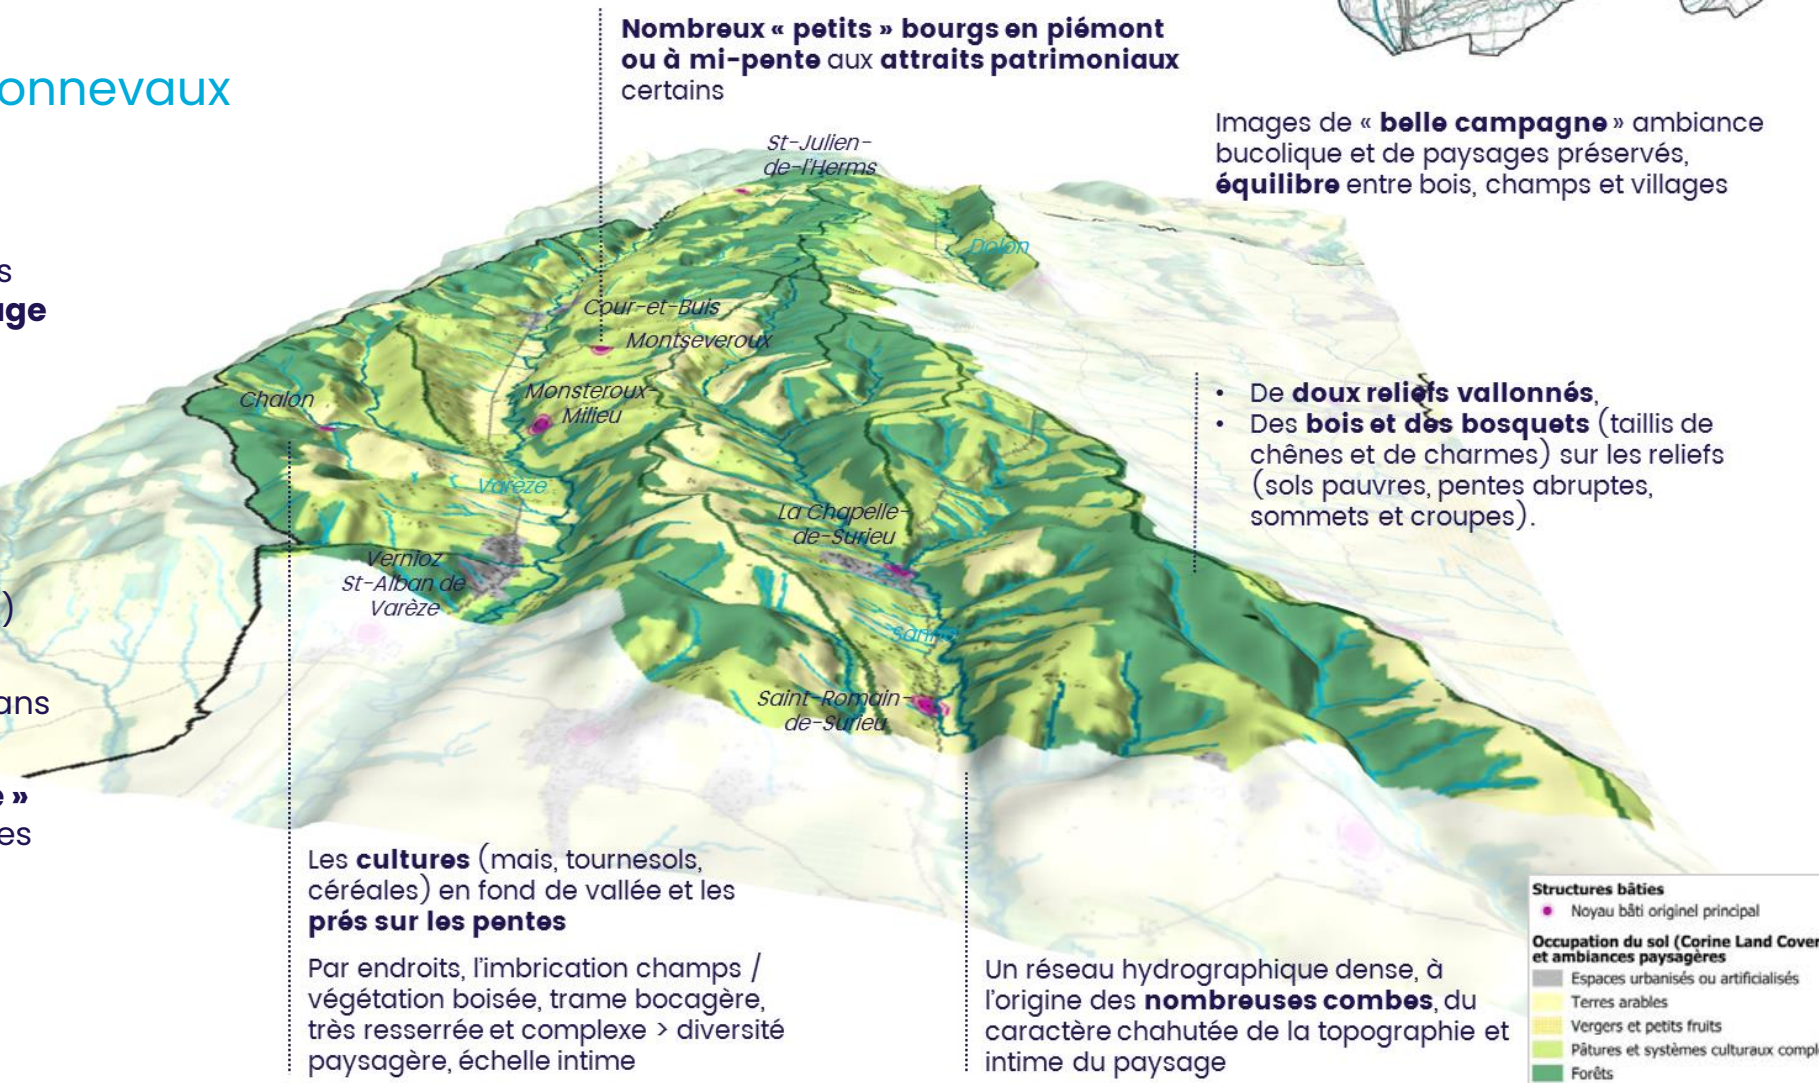 onnevaux
s
age
)
ans
e »
es
Nombreux « petits » bourgs en piémont
ou à mi-pente aux attraits patrimoniaux
certains
Images de « belle campagne » ambiance
bucolique et de paysages préservés,
équilibre entre bois, champs et villages
St-Julien-
de-l'Herms
Dolon
Cour-et-Buis
Montseveroux
Chalon
Monsteroux-
Milieu
Varèze
La Chapelle-
de-Surieu
Vernioz
St-Alban de
Varèze
Sanne
Saint-Romain-
de-Surieu
• De doux reliefs vallonnés,
• Des bois et des bosquets (taillis de
chênes et de charmes) sur les reliefs
(sols pauvres, pentes abruptes,
sommets et croupes).
Les cultures (mais, tournesols,
céréales) en fond de vallée et les
prés sur les pentes
Par endroits, l'imbrication champs /
végétation boisée, trame bocagère,
très resserrée et complexe > diversité
paysagère, échelle intime
Un réseau hydrographique dense, à
l'origine des nombreuses combes, du
caractère chahutée de la topographie et
intime du paysage
Structures bâties
Noyau bâti originel principal
Occupation du sol (Corine Land Cover
et ambiances paysagères
Espaces urbanisés ou artificialisés
Terres arables
Vergers et petits fruits
Pâtures et systèmes culturaux compl
Forêts